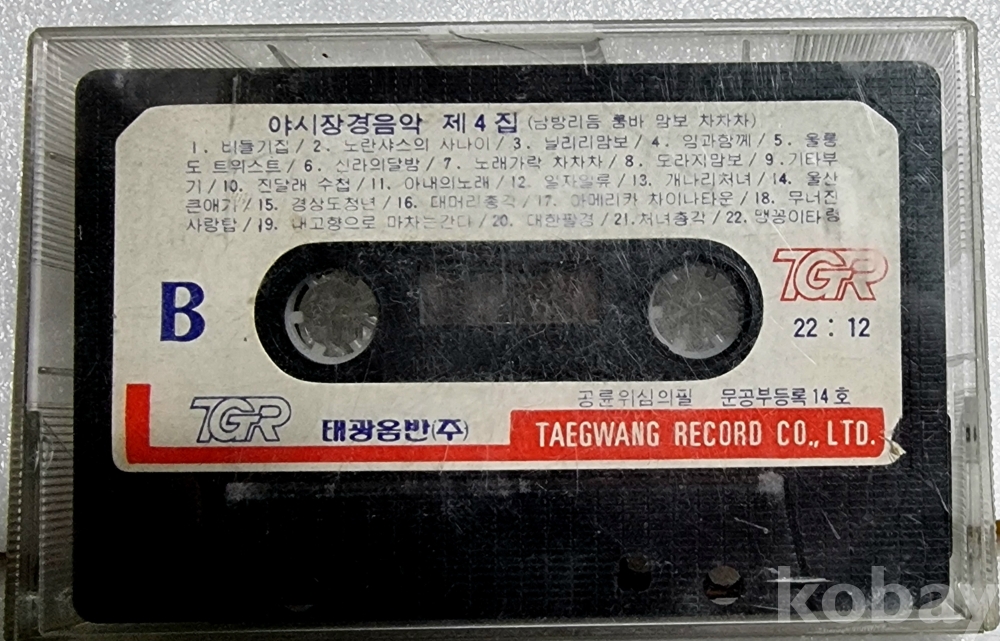 야시장경음악 제4집 (남방리듬 룸바 맘보 차차차)
1. 비둘기집 / 2. 노란샤스의 사나이 / 3. 닐리리맘보 / 4. 임과함께 / 5. 울릉
도 트위스트 / 6. 신라의달밤 / 7. 노래가락 차차차 / 8. 도라지맘보 / 9. 기타부
기 / 10. 진달래 수첩 / 11. 아내의노래 / 12. 일자일류 / 13. 개나리처녀 / 14. 울산
큰애기 / 15. 경상도청년 / 16. 대머리총각 / 17. 아메리카 차이나타운 / 18. 무너진
사랑탑 / 19. 내고향으로 마차는간다 / 20. 대한팔경 / 21. 처녀총각 / 22. 맹꽁이타령
B
TGR
22 : 12
공륜위심의필 문공부등록 14 호
TGR 태광음반(주) TAEGWANG RECORD CO., LTD.
kobay